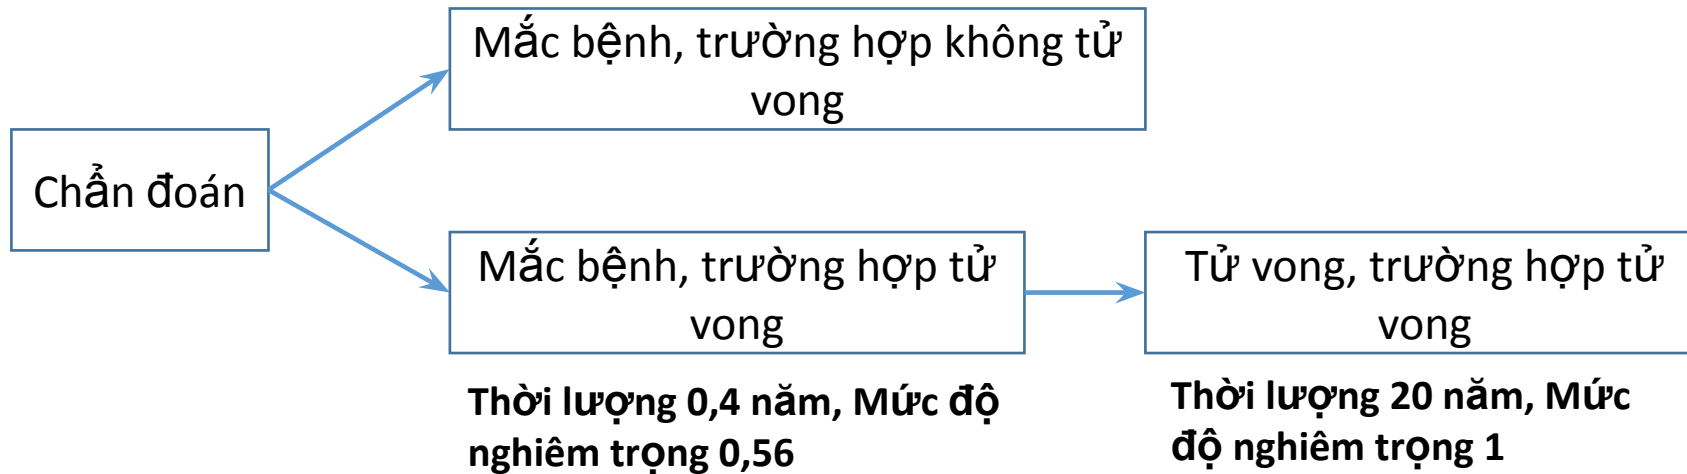 Mắc bệnh, trường hợp không tử
vong
Chẩn đoán
Mắc bệnh, trường hợp tử
vong
Tử vong, trường hợp tử
vong
Thời lượng 0,4 năm, Mức độ
nghiêm trọng 0,56
Thời lượng 20 năm, Mức
độ nghiêm trọng 1